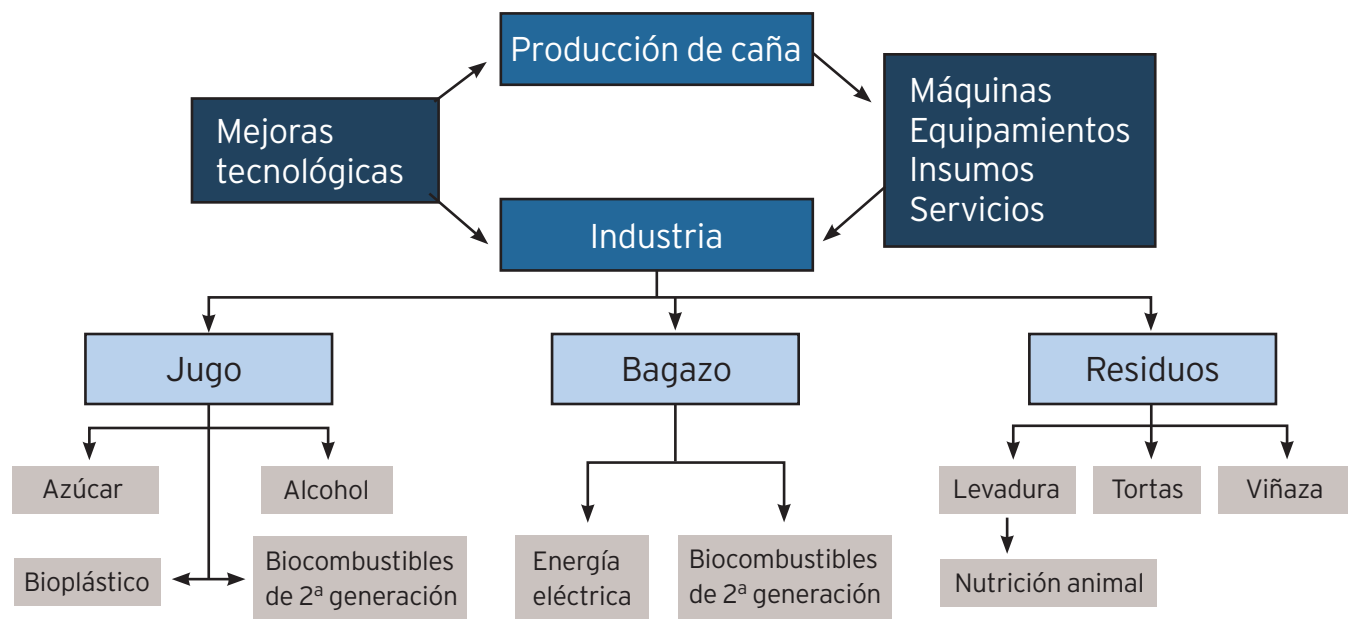 Producción de caña
Mejoras
tecnológicas
Máquinas
Equipamientos
Insumos
Servicios
Industria
Jugo
Bagazo
Residuos
Azúcar
Alcohol
Bioplástico
Biocombustibles
de 2ª generación
Energía
eléctrica
Biocombustibles
de 2ª generación
Levadura
Tortas
Viñaza
Nutrición animal